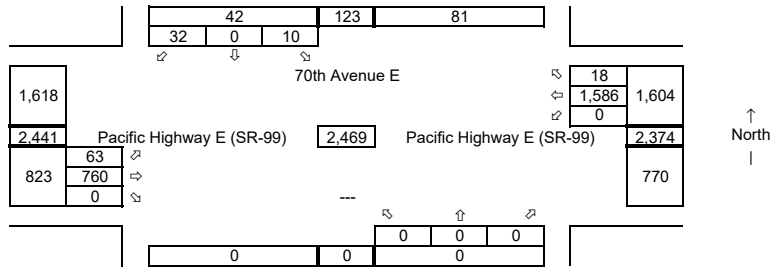 42 123 81
32 0 10
⬃ ⇩ ⬂
70th Avenue E
⬁ 18
1,618 ⇦ 1,586 1,604
⬃ 0 ↑
2,441 Pacific Highway E (SR-99) 2,469 Pacific Highway E (SR-99) 2,374 North
63 ⬀ |
823 760 ⇨ 770
0 ⬂ ---
⬁ ⇧ ⬀
0 0 0
0 0 0